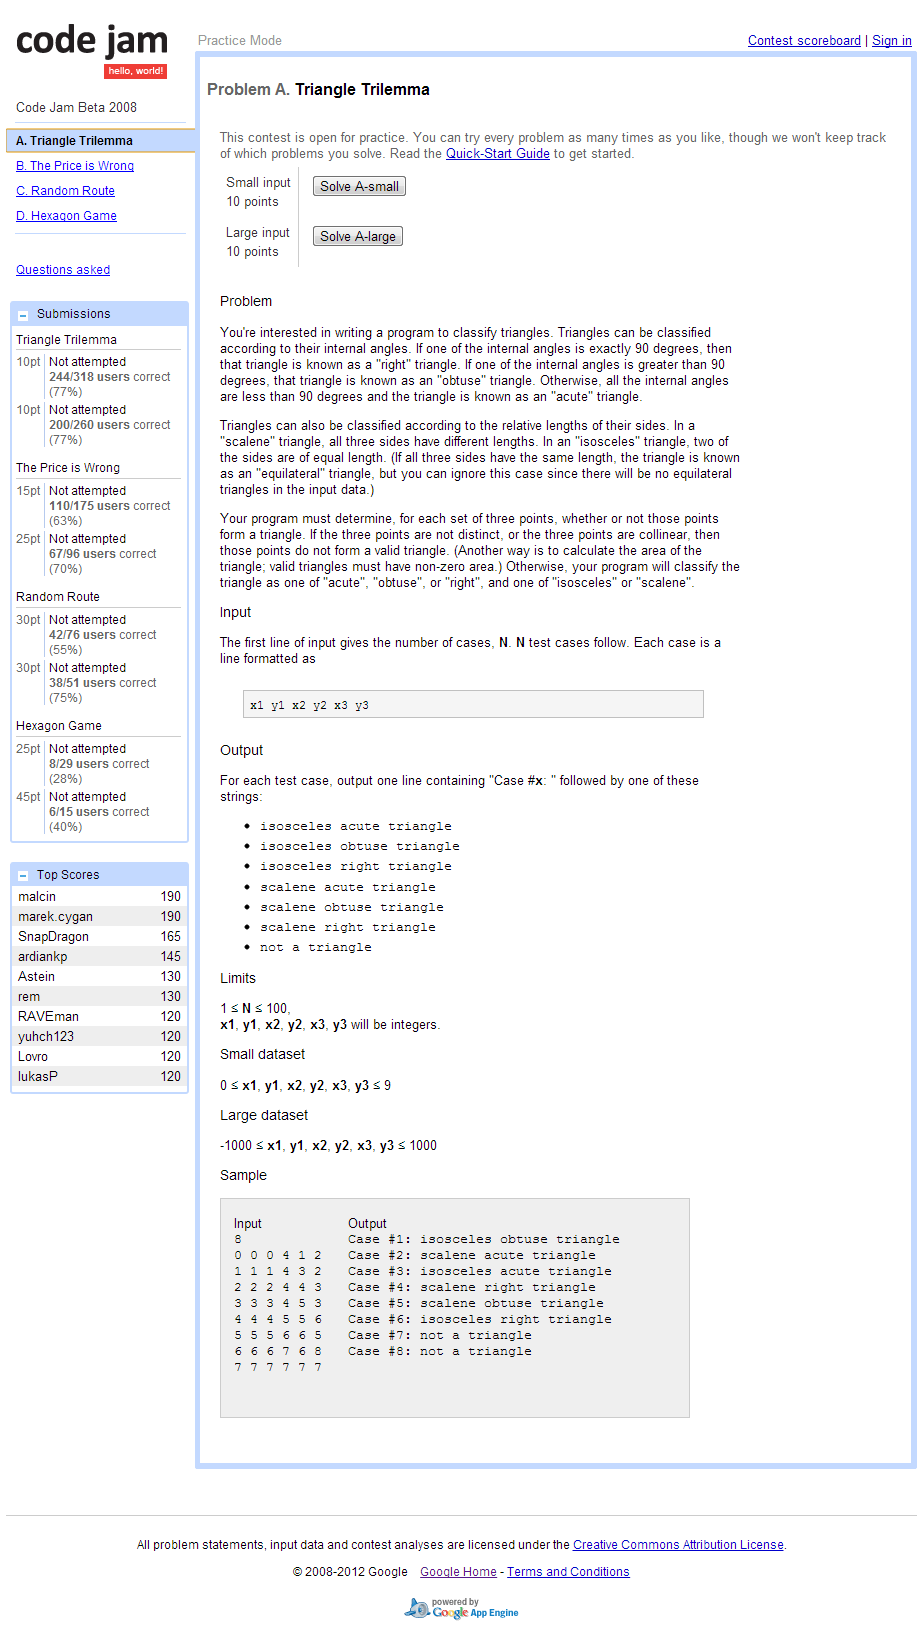 code jam
hello, world!
Practice Mode
Contest scoreboard | Sign in
Code Jam Beta 2008
A. Triangle Trilemma
B. The Price is Wrong
C. Random Route
D. Hexagon Game
Questions asked
Submissions
Triangle Trilemma
10pt Not attempted
244/318 users correct
(77%)
10pt Not attempted
200/260 users correct
(77%)
The Price is Wrong
15pt Not attempted
110/175 users correct
(63%)
25pt Not attempted
67/96 users correct
(70%)
Random Route
30pt Not attempted
42/76 users correct
(55%)
30pt Not attempted
38/51 users correct
(75%)
Hexagon Game
25pt Not attempted
8/29 users correct
(28%)
45pt Not attempted
6/15 users correct
(40%)
Top Scores
malcin 190
marek.cygan 190
SnapDragon 165
ardiankp 145
Astein 130
rem 130
RAVEman 120
yuhch123 120
Lovro 120
lukasP 120
Problem A. Triangle Trilemma
This contest is open for practice. You can try every problem as many times as you like, though we won't keep track
of which problems you solve. Read the Quick-Start Guide to get started.
Small input
10 points
Solve A-small
Large input
10 points
Solve A-large
Problem
You're interested in writing a program to classify triangles. Triangles can be classified
according to their internal angles. If one of the internal angles is exactly 90 degrees, then
that triangle is known as a "right" triangle. If one of the internal angles is greater than 90
degrees, that triangle is known as an "obtuse" triangle. Otherwise, all the internal angles
are less than 90 degrees and the triangle is known as an "acute" triangle.
Triangles can also be classified according to the relative lengths of their sides. In a
"scalene" triangle, all three sides have different lengths. In an "isosceles" triangle, two of
the sides are of equal length. (If all three sides have the same length, the triangle is known
as an "equilateral" triangle, but you can ignore this case since there will be no equilateral
triangles in the input data.)
Your program must determine, for each set of three points, whether or not those points
form a triangle. If the three points are not distinct, or the three points are collinear, then
those points do not form a valid triangle. (Another way is to calculate the area of the
triangle; valid triangles must have non-zero area.) Otherwise, your program will classify the
triangle as one of "acute", "obtuse", or "right", and one of "isosceles" or "scalene".
Input
The first line of input gives the number of cases, N. N test cases follow. Each case is a
line formatted as
x1 y1 x2 y2 x3 y3
Output
For each test case, output one line containing "Case #x: " followed by one of these
strings:
• isosceles acute triangle
• isosceles obtuse triangle
• isosceles right triangle
• scalene acute triangle
• scalene obtuse triangle
• scalene right triangle
• not a triangle
Limits
1 ≤ N ≤ 100,
x1, y1, x2, y2, x3, y3 will be integers.
Small dataset
0 ≤ x1, y1, x2, y2, x3, y3 ≤ 9
Large dataset
-1000 ≤ x1, y1, x2, y2, x3, y3 ≤ 1000
Sample
Input Output
8 Case #1: isosceles obtuse triangle
0 0 0 4 1 2 Case #2: scalene acute triangle
1 1 1 4 3 2 Case #3: isosceles acute triangle
2 2 2 4 4 3 Case #4: scalene right triangle
3 3 3 4 5 3 Case #5: scalene obtuse triangle
4 4 4 5 5 6 Case #6: isosceles right triangle
5 5 5 6 6 5 Case #7: not a triangle
6 6 6 7 6 8 Case #8: not a triangle
7 7 7 7 7 7
All problem statements, input data and contest analyses are licensed under the Creative Commons Attribution License.
© 2008-2012 Google Google Home - Terms and Conditions
powered by
Google App Engine